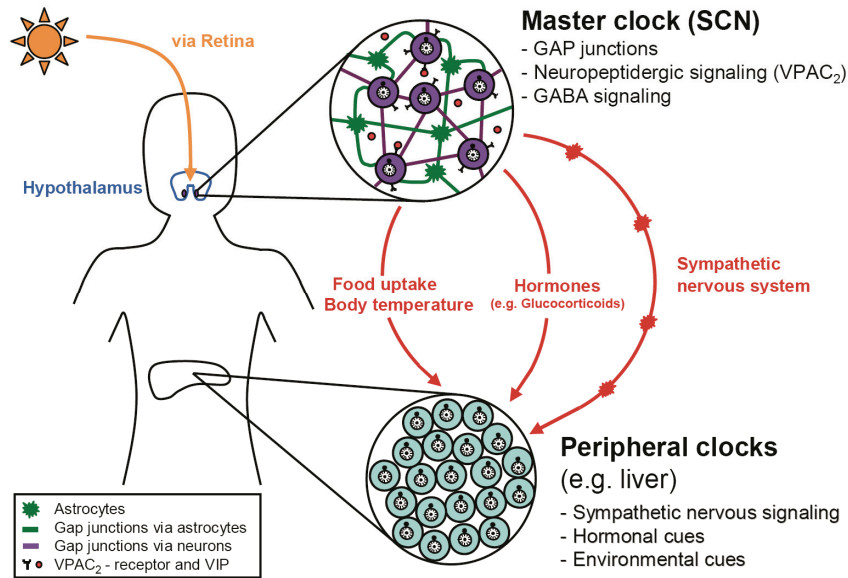 via Retina
Master clock (SCN)
- GAP junctions
- Neuropeptidergic signaling (VPAC₂)
- GABA signaling
Hypothalamus
Food uptake
Body temperature
Hormones
(e.g. Glucocorticoids)
Sympathetic
nervous system
Peripheral clocks
(e.g. liver)
- Sympathetic nervous signaling
- Hormonal cues
- Environmental cues
Astrocytes
Gap junctions via astrocytes
Gap junctions via neurons
VPAC₂ - receptor and VIP